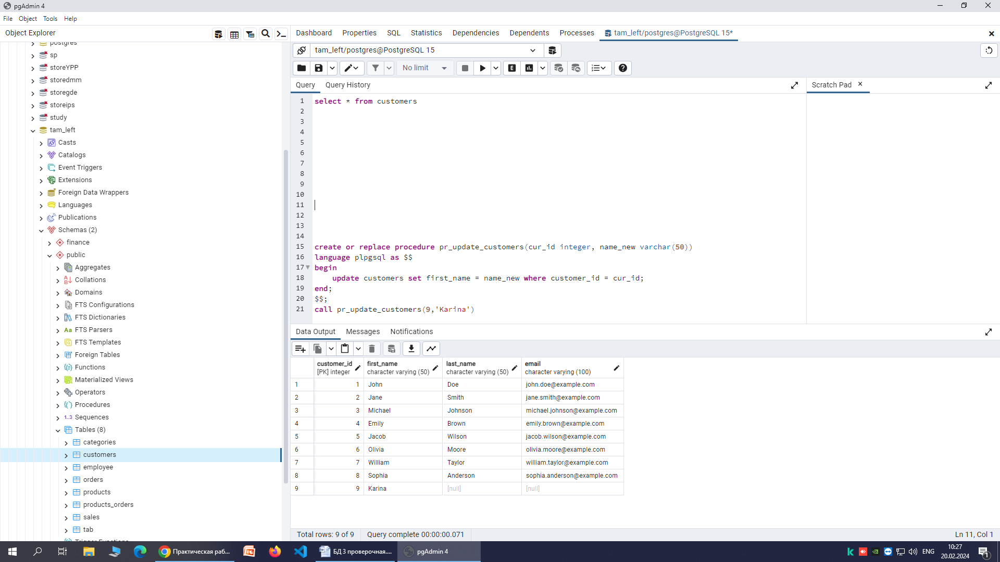 pgAdmin 4
File Object Tools Help
Object Explorer
Dashboard Properties SQL Statistics Dependencies Dependents Processes tam_left/postgres@PostgreSQL 15*
postgres
sp
storeYPP
storedmm
storegde
storeips
study
tam_left
Casts
Catalogs
Event Triggers
Extensions
Foreign Data Wrappers
Languages
Publications
Schemas (2)
finance
public
Aggregates
Collations
Domains
FTS Configurations
FTS Dictionaries
Aa FTS Parsers
FTS Templates
Foreign Tables
Functions
Materialized Views
Operators
Procedures
1..3 Sequences
Tables (8)
categories
customers
employee
orders
products
products_orders
sales
tab
Trigger Functions
tam_left/postgres@PostgreSQL 15
No limit
Query Query History
Scratch Pad
1 select * from customers
2
3
4
5
6
7
8
9
10
11
12
13
14
15 create or replace procedure pr_update_customers(cur_id integer, name_new varchar(50))
16 language plpgsql as $$
17 begin
18 update customers set first_name = name_new where customer_id = cur_id;
19 end;
20 $$;
21 call pr_update_customers(9,'Karina')
Data Output Messages Notifications
customer_id first_name last_name email
[PK] integer character varying (50) character varying (50) character varying (100)
1 1 John Doe john.doe@example.com
2 2 Jane Smith jane.smith@example.com
3 3 Michael Johnson michael.johnson@example.com
4 4 Emily Brown emily.brown@example.com
5 5 Jacob Wilson jacob.wilson@example.com
6 6 Olivia Moore olivia.moore@example.com
7 7 William Taylor william.taylor@example.com
8 8 Sophia Anderson sophia.anderson@example.com
9 9 Karina [null] [null]
Total rows: 9 of 9 Query complete 00:00:00.071 Ln 11, Col 1
Практическая раб... БД 3 проверочная.... pgAdmin 4 ENG 10:27
20.02.2024
1